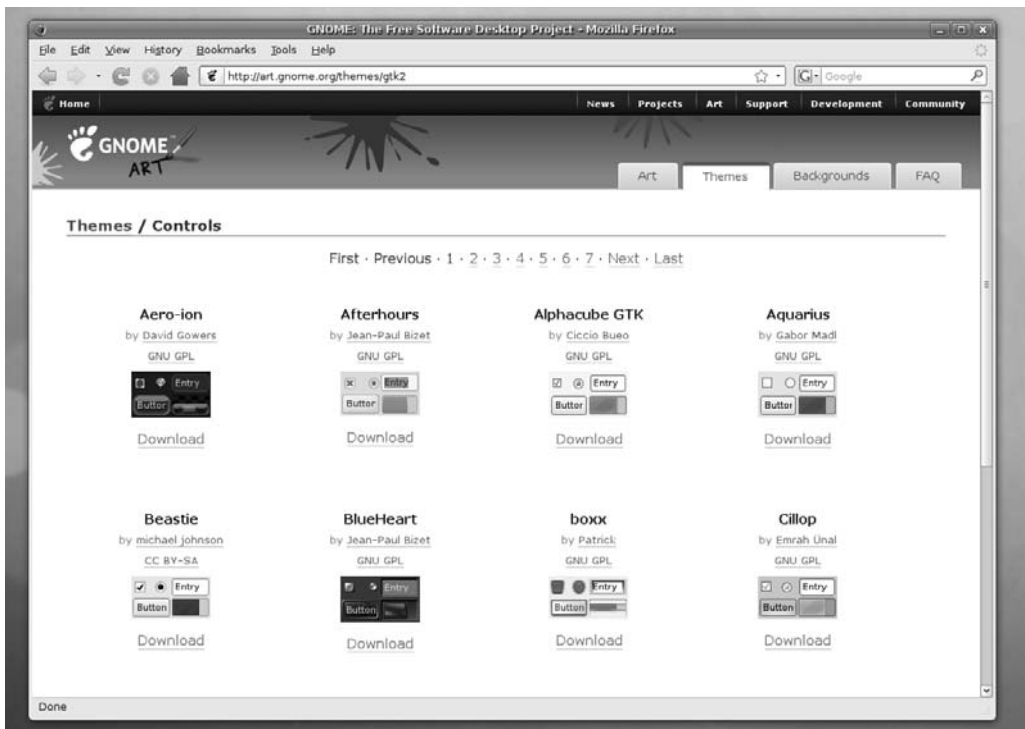 GNOME: The Free Software Desktop Project - Mozilla Firefox
File Edit View History Bookmarks Tools Help
http://art.gnome.org/themes/gtk2
G Google
Home News Projects Art Support Development Community
GNOME
ART
Art Themes Backgrounds FAQ
Themes / Controls
First · Previous · 1 · 2 · 3 · 4 · 5 · 6 · 7 · Next · Last
Aero-ion Afterhours Alphacube GTK Aquarius
by David Gowers by Jean-Paul Bizet by Ciccio Bueo by Gabor Madl
GNU GPL GNU GPL GNU GPL GNU GPL
Entry Entry Entry Entry
Button Button Button Button
Download Download Download Download
Beastie BlueHeart boxx Cillop
by michael johnson by Jean-Paul Bizet by Patrick by Emrah Ünal
CC BY-SA GNU GPL GNU GPL GNU GPL
Entry Entry Entry Entry
Button Button Button Button
Download Download Download Download
Done